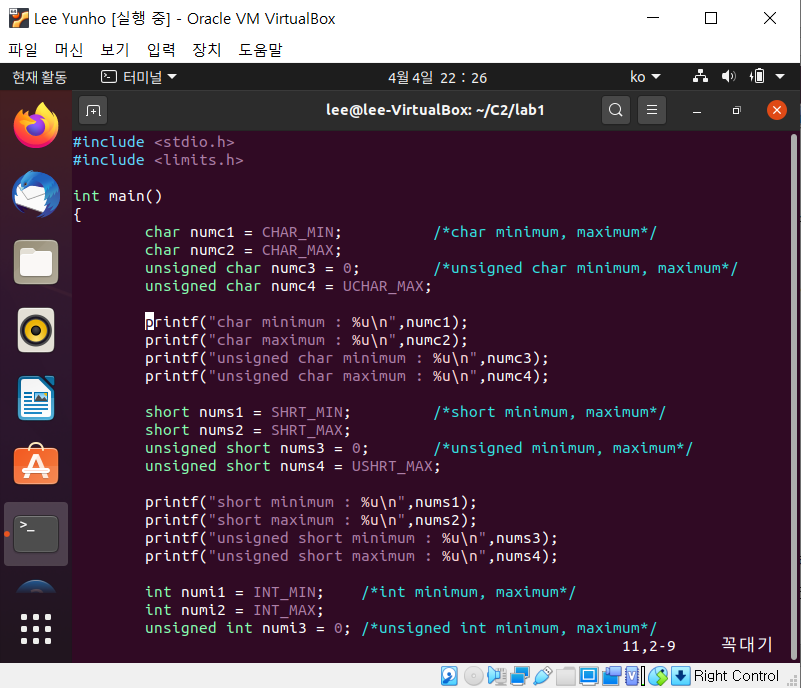 Lee Yunho [실행 중] - Oracle VM VirtualBox
파일 머신 보기 입력 장치 도움말
현재 활동 터미널 4월 4일 22 : 26 ko
lee@lee-VirtualBox: ~/C2/lab1
#include <stdio.h>
#include <limits.h>
int main()
{
char numc1 = CHAR_MIN; /*char minimum, maximum*/
char numc2 = CHAR_MAX;
unsigned char numc3 = 0; /*unsigned char minimum, maximum*/
unsigned char numc4 = UCHAR_MAX;
printf("char minimum : %u\n",numc1);
printf("char maximum : %u\n",numc2);
printf("unsigned char minimum : %u\n",numc3);
printf("unsigned char maximum : %u\n",numc4);
short nums1 = SHRT_MIN; /*short minimum, maximum*/
short nums2 = SHRT_MAX;
unsigned short nums3 = 0; /*unsigned minimum, maximum*/
unsigned short nums4 = USHRT_MAX;
printf("short minimum : %u\n",nums1);
printf("short maximum : %u\n",nums2);
printf("unsigned short minimum : %u\n",nums3);
printf("unsigned short maximum : %u\n",nums4);
int numi1 = INT_MIN; /*int minimum, maximum*/
int numi2 = INT_MAX;
unsigned int numi3 = 0; /*unsigned int minimum, maximum*/
11,2-9 꼭대기
Right Control